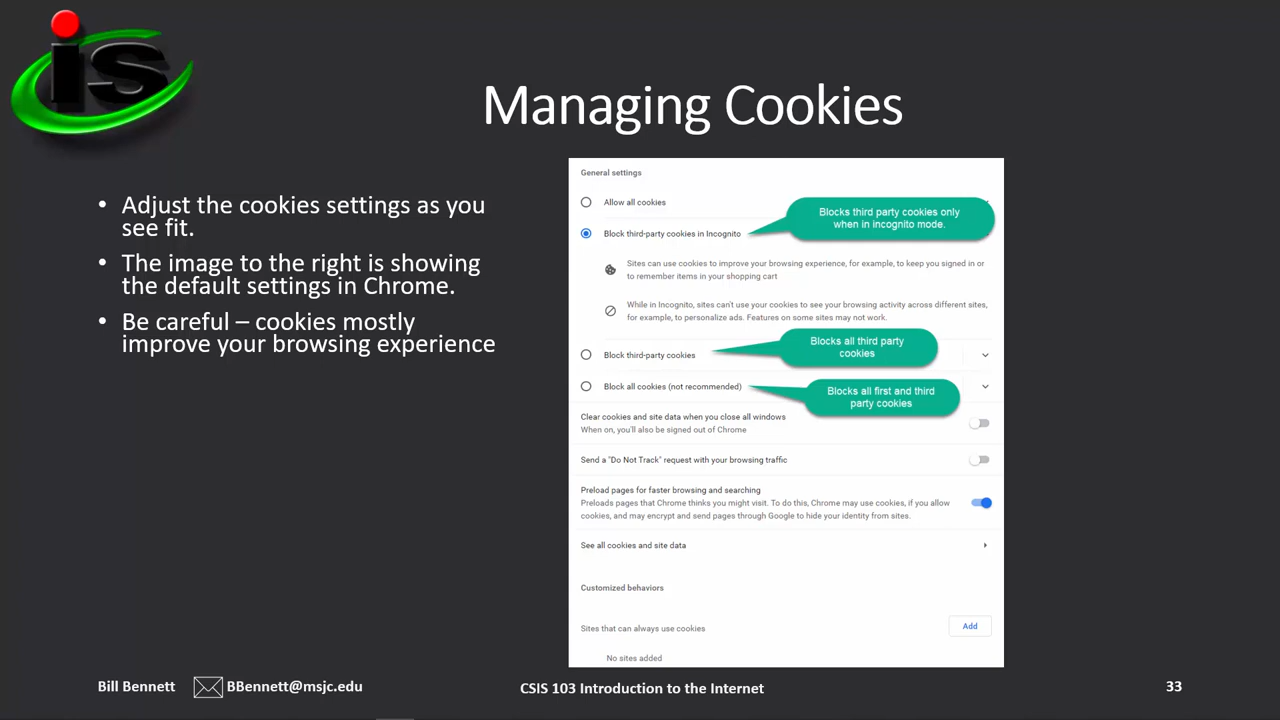 is
Managing Cookies
• Adjust the cookies settings as you
see fit.
• The image to the right is showing
the default settings in Chrome.
• Be careful – cookies mostly
improve your browsing experience
General settings
Allow all cookies
Blocks third party cookies only
when in incognito mode.
Block third-party cookies in Incognito
Sites can use cookies to improve your browsing experience, for example, to keep you signed in or
to remember items in your shopping cart
While in Incognito, sites can't use your cookies to see your browsing activity across different sites,
for example, to personalize ads. Features on some sites may not work.
Block third-party cookies
Blocks all third party
cookies
Block all cookies (not recommended)
Blocks all first and third
party cookies
Clear cookies and site data when you close all windows
When on, you'll also be signed out of Chrome
Send a "Do Not Track" request with your browsing traffic
Preload pages for faster browsing and searching
Preloads pages that Chrome thinks you might visit. To do this, Chrome may use cookies, if you allow
cookies, and may encrypt and send pages through Google to hide your identity from sites.
See all cookies and site data
Customized behaviors
Sites that can always use cookies
Add
No sites added
Bill Bennett
BBennett@msjc.edu
CSIS 103 Introduction to the Internet
33